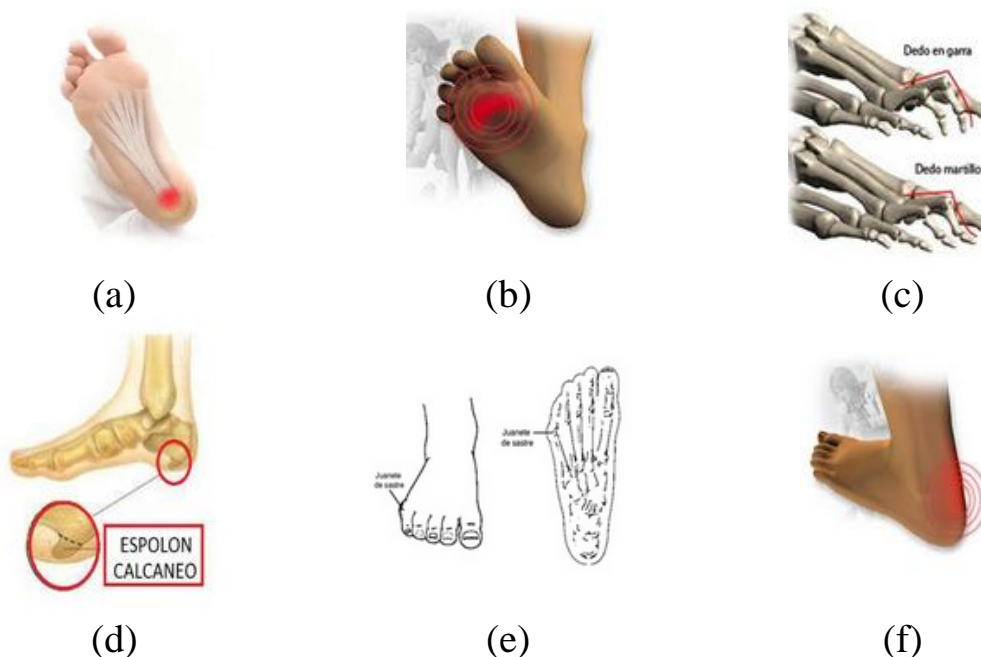 Dedo en garra
Dedo martillo
(a)
(b)
(c)
ESPOLON
CALCANEO
Juanete
de sastre
Juanete
de sastre
(d)
(e)
(f)